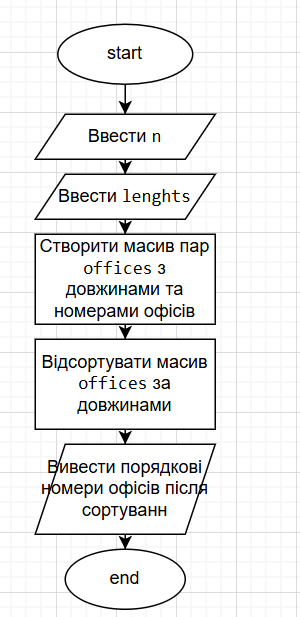 start
Ввести n
Ввести lenghts
Створити масив пар
offices з
довжинами та
номерами офісів
Відсортувати масив
offices за
довжинами
Вивести порядкові
номери офісів після
сортуванн
end